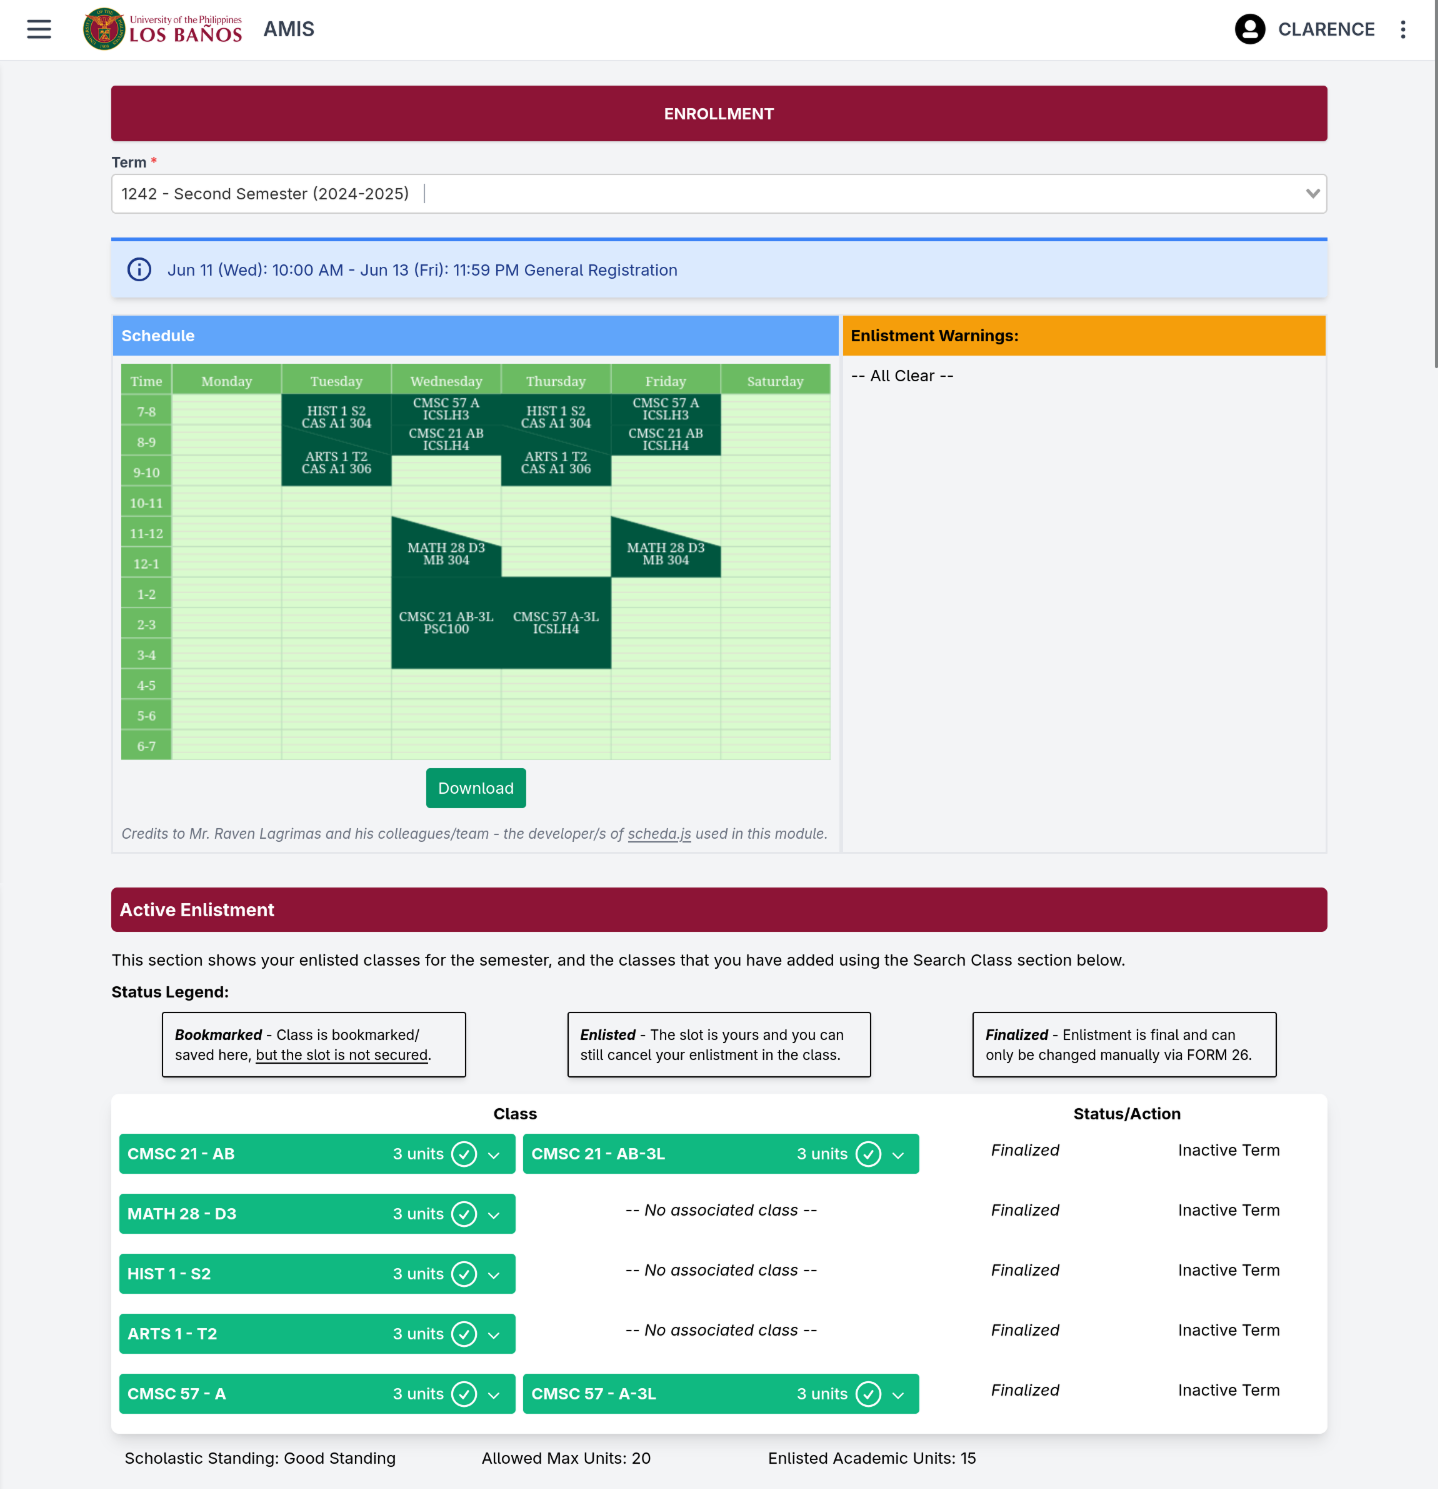 University of the Philippines
LOS BAÑOS
AMIS
CLARENCE
ENROLLMENT
Term *
1242 - Second Semester (2024-2025)
Jun 11 (Wed): 10:00 AM - Jun 13 (Fri): 11:59 PM General Registration
Schedule
Enlistment Warnings:
-- All Clear --
Time Monday Tuesday Wednesday Thursday Friday Saturday
7-8
8-9
9-10
10-11
11-12
12-1
1-2
2-3
3-4
4-5
5-6
6-7
HIST 1 S2
CAS A1 304
ARTS 1 T2
CAS A1 306
CMSC 57 A
ICSLH3
CMSC 21 AB
ICSLH4
MATH 28 D3
MB 304
CMSC 21 AB-3L
PSC100
HIST 1 S2
CAS A1 304
ARTS 1 T2
CAS A1 306
CMSC 57 A-3L
ICSLH4
CMSC 57 A
ICSLH3
CMSC 21 AB
ICSLH4
MATH 28 D3
MB 304
Download
Credits to Mr. Raven Lagrimas and his colleagues/team - the developer/s of scheda.js used in this module.
Active Enlistment
This section shows your enlisted classes for the semester, and the classes that you have added using the Search Class section below.
Status Legend:
Bookmarked - Class is bookmarked/
saved here, but the slot is not secured.
Enlisted - The slot is yours and you can
still cancel your enlistment in the class.
Finalized - Enlistment is final and can
only be changed manually via FORM 26.
Class Status/Action
CMSC 21 - AB 3 units CMSC 21 - AB-3L 3 units Finalized Inactive Term
MATH 28 - D3 3 units -- No associated class -- Finalized Inactive Term
HIST 1 - S2 3 units -- No associated class -- Finalized Inactive Term
ARTS 1 - T2 3 units -- No associated class -- Finalized Inactive Term
CMSC 57 - A 3 units CMSC 57 - A-3L 3 units Finalized Inactive Term
Scholastic Standing: Good Standing Allowed Max Units: 20 Enlisted Academic Units: 15